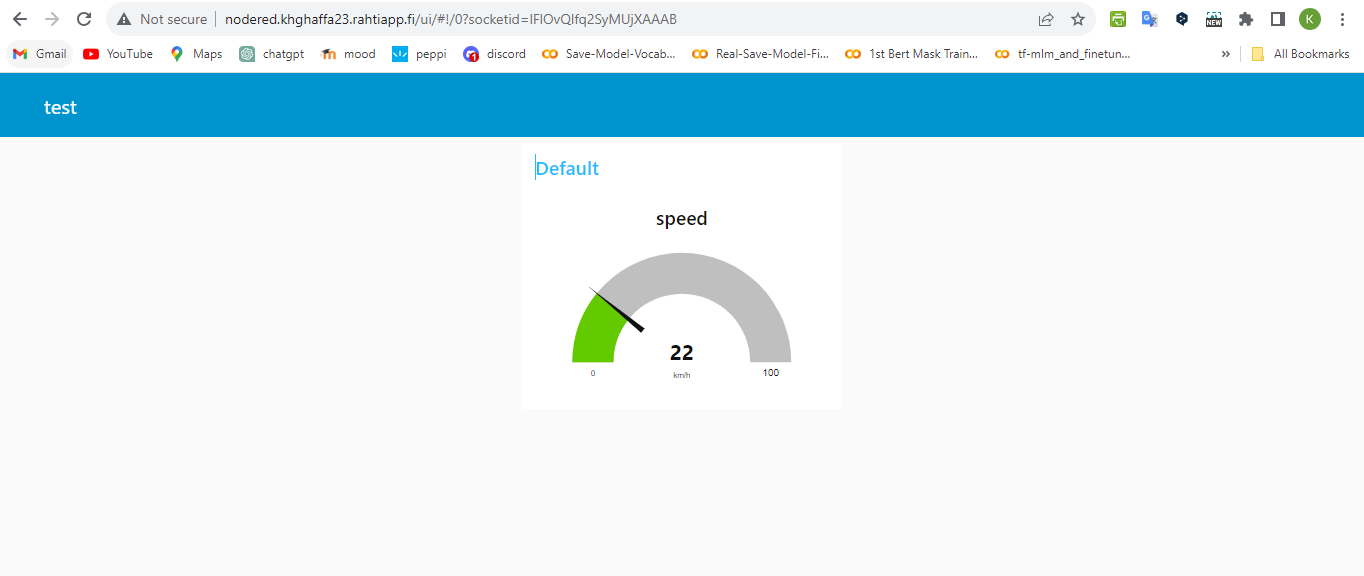 Not secure nodered.khghaffa23.rahtiapp.fi/ui/#!/0?socketid=IFIOvQIfq2SyMUjXAAAB NEW K
Gmail YouTube Maps chatgpt mood peppi discord Save-Model-Vocab... Real-Save-Model-Fi... 1st Bert Mask Train... tf-mlm_and_finetun... » All Bookmarks
test
Default
speed
22
0 km/h 100